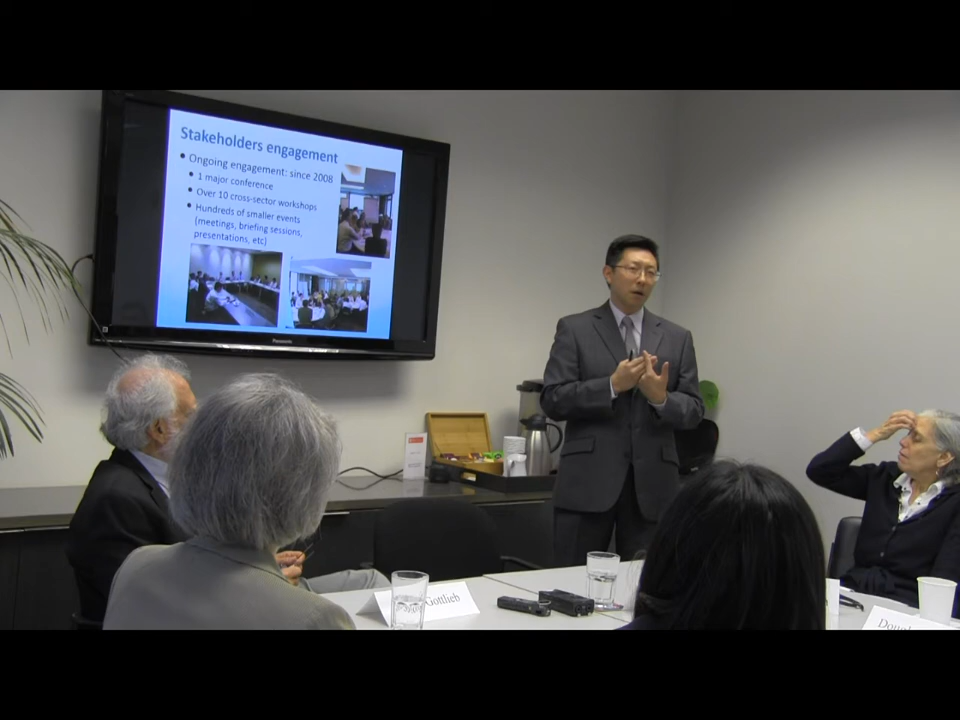 Stakeholders engagement
• Ongoing engagement: since 2008
• 1 major conference
• Over 10 cross-sector workshops
• Hundreds of smaller events
(meetings, briefing sessions,
presentations, etc)
Panasonic
Gottlieb